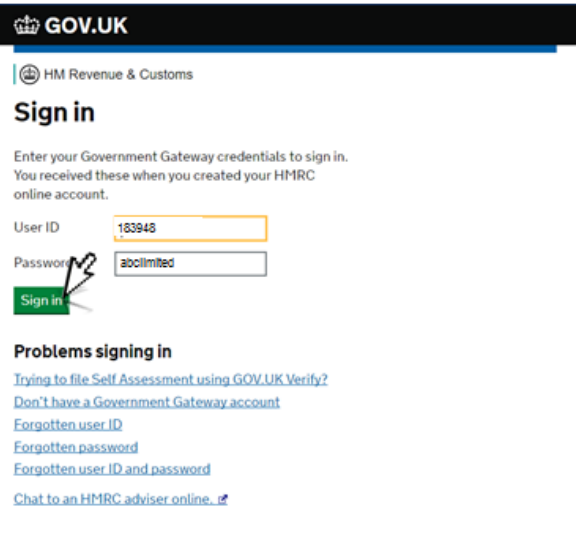 GOV.UK
HM Revenue & Customs
Sign in
Enter your Government Gateway credentials to sign in.
You received these when you created your HMRC
online account.
User ID 183948
Password abclimited
Sign in
Problems signing in
Trying to file Self Assessment using GOV.UK Verify?
Don't have a Government Gateway account
Forgotten user ID
Forgotten password
Forgotten user ID and password
Chat to an HMRC adviser online.